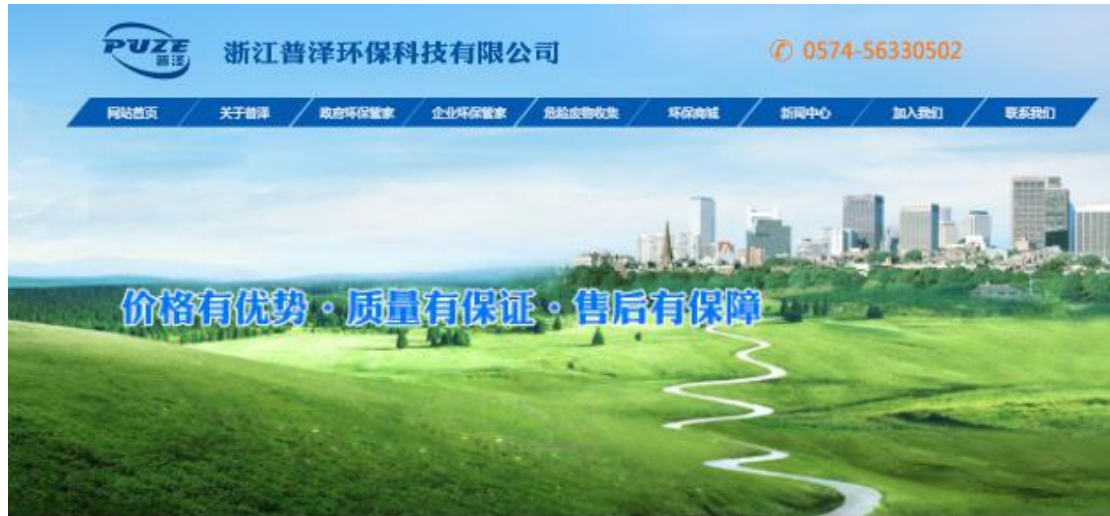 PUZE
普泽
浙江普泽环保科技有限公司
0574-56330502
网站首页 关于普泽 政府环保管家 企业环保管家 危险废物收集 环保商城 新闻中心 加入我们 联系我们
价格有优势·质量有保证·售后有保障